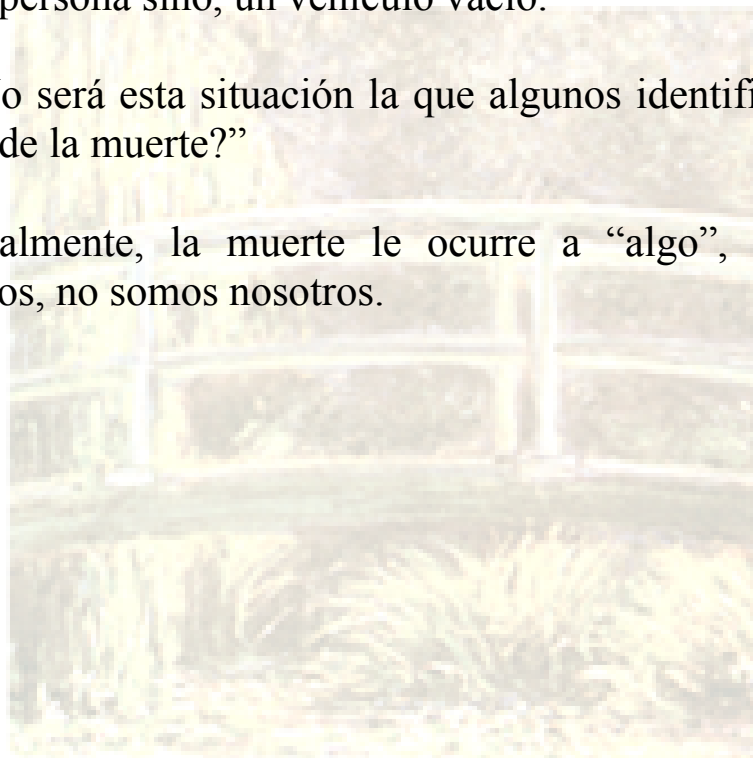 persona sino, un vehículo vacío.
o será esta situación la que algunos identifi
de la muerte?”
almente, la muerte le ocurre a “algo”,
os, no somos nosotros.